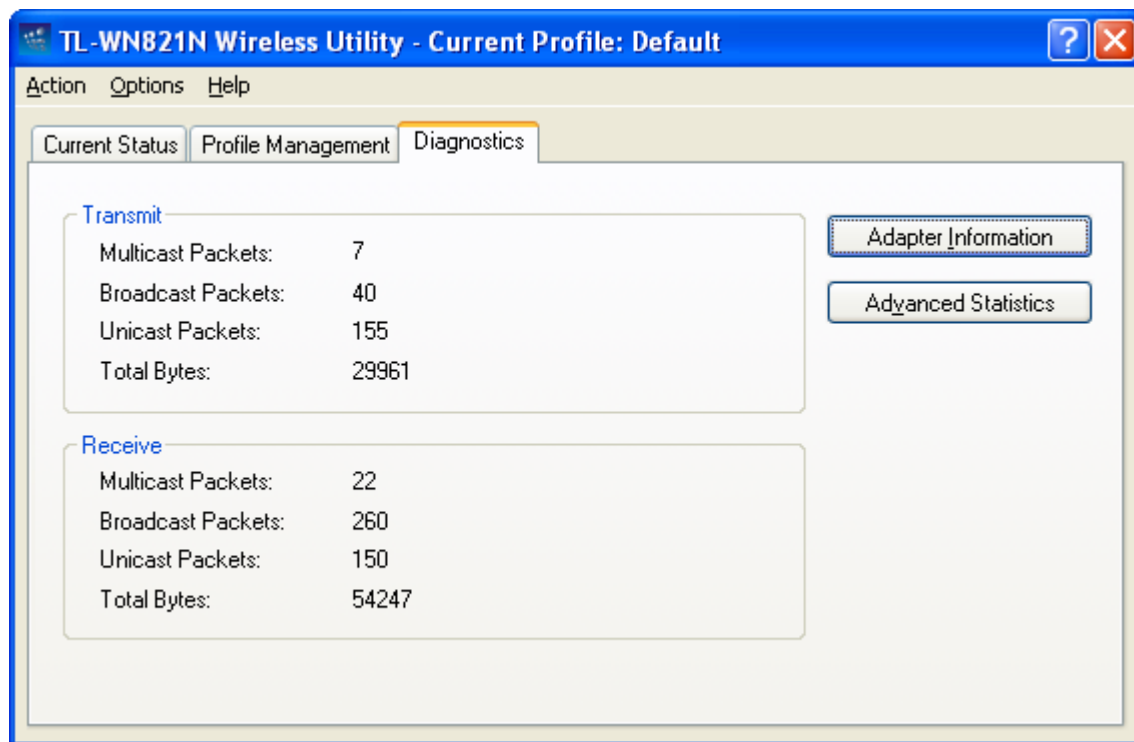 TL-WN821N Wireless Utility - Current Profile: Default
Action Options Help
Current Status Profile Management Diagnostics
Transmit
Multicast Packets: 7
Broadcast Packets: 40
Unicast Packets: 155
Total Bytes: 29961
Adapter Information
Advanced Statistics
Receive
Multicast Packets: 22
Broadcast Packets: 260
Unicast Packets: 150
Total Bytes: 54247